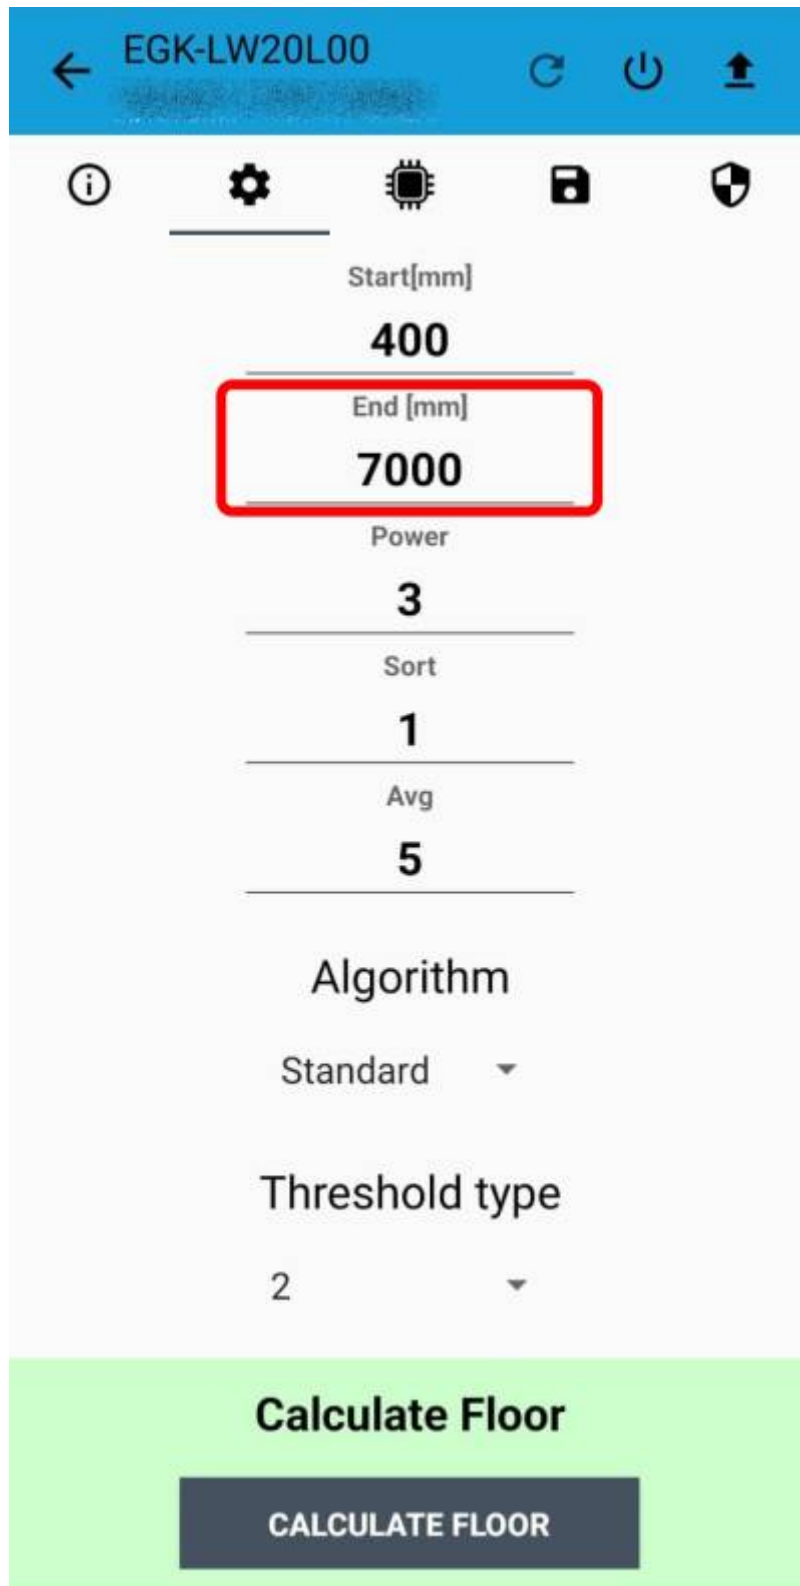 EGK-LW20L00
Start[mm]
400
End [mm]
7000
Power
3
Sort
1
Avg
5
Algorithm
Standard
Threshold type
2
Calculate Floor
CALCULATE FLOOR